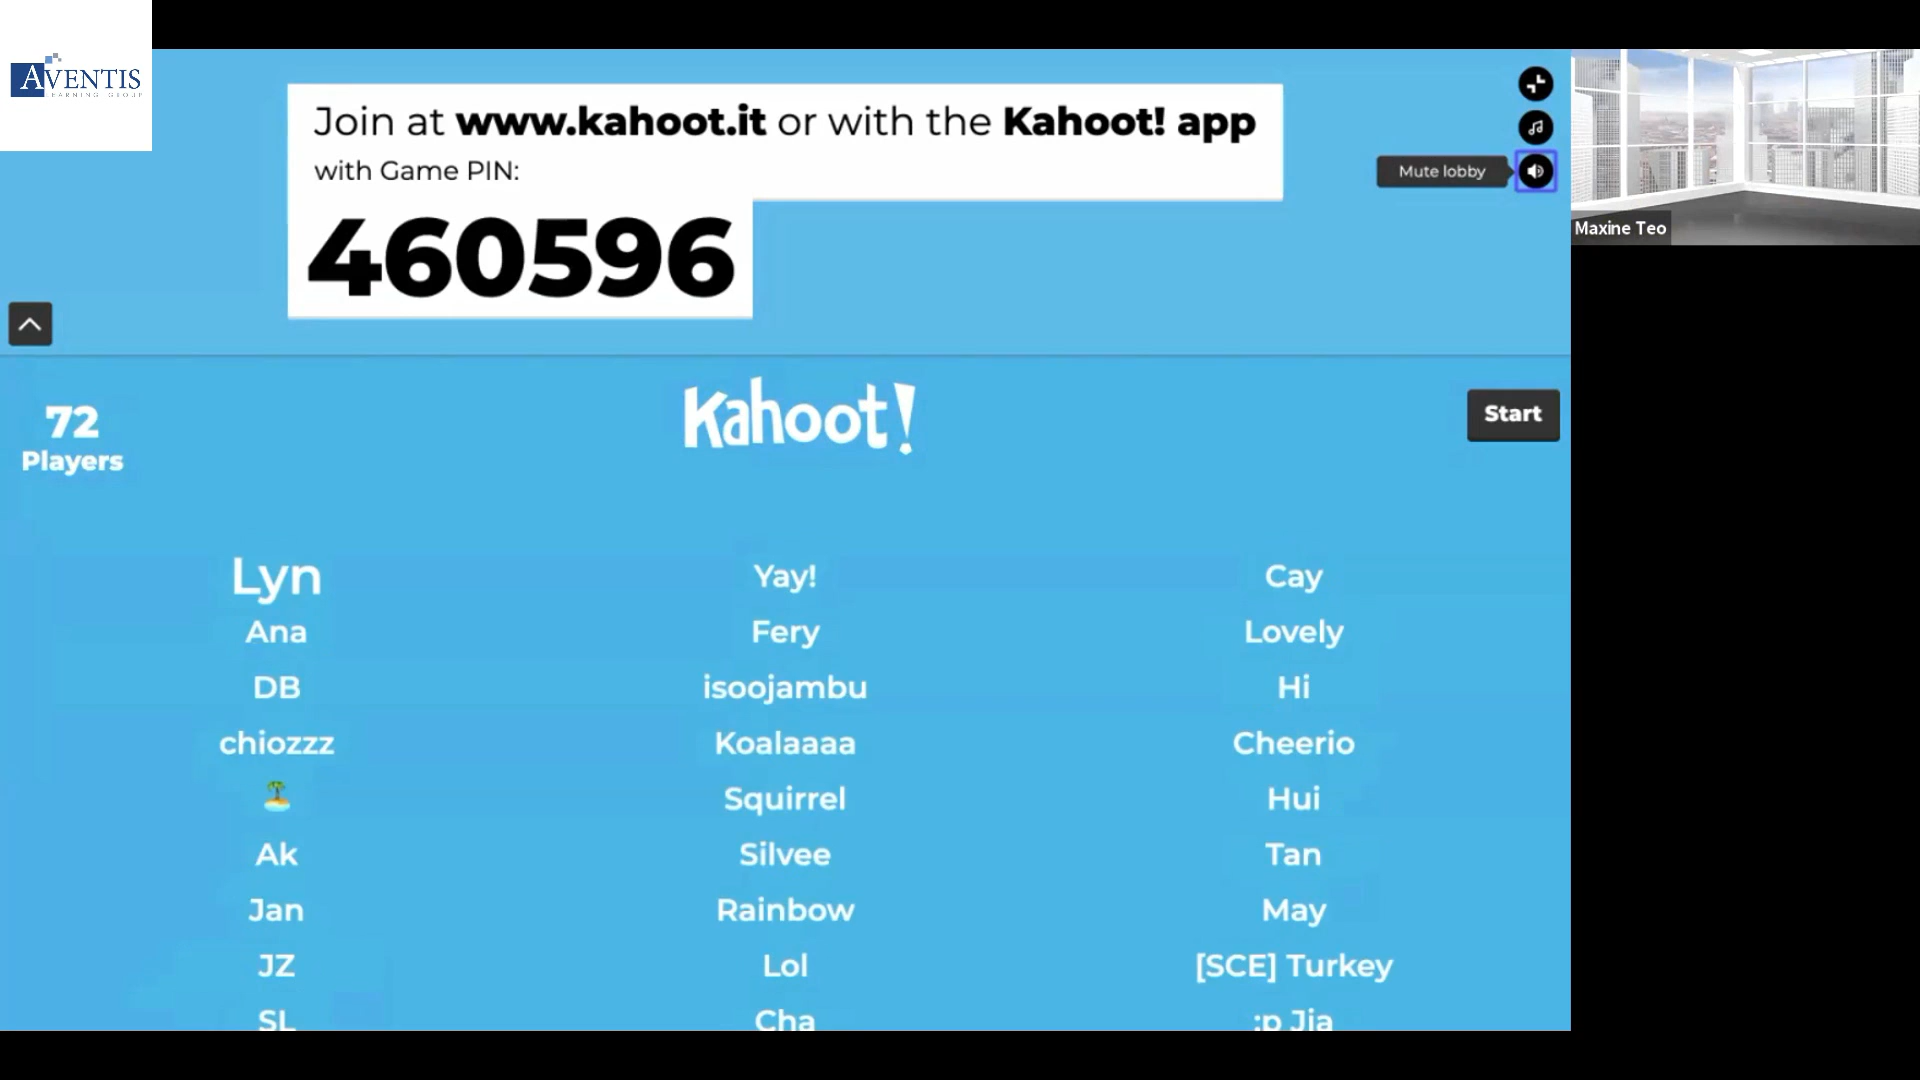 AVENTIS
LEARNING GROUP
Join at www.kahoot.it or with the Kahoot! app
with Game PIN:
460596
Mute lobby
Maxine Teo
72
Players
Kahoot!
Start
Lyn
Yay!
Cay
Ana
Fery
Lovely
DB
isoojambu
Hi
chiozzz
Koalaaaa
Cheerio
Squirrel
Hui
Ak
Silvee
Tan
Jan
Rainbow
May
JZ
Lol
[SCE] Turkey
SL
Cha
:p Jia